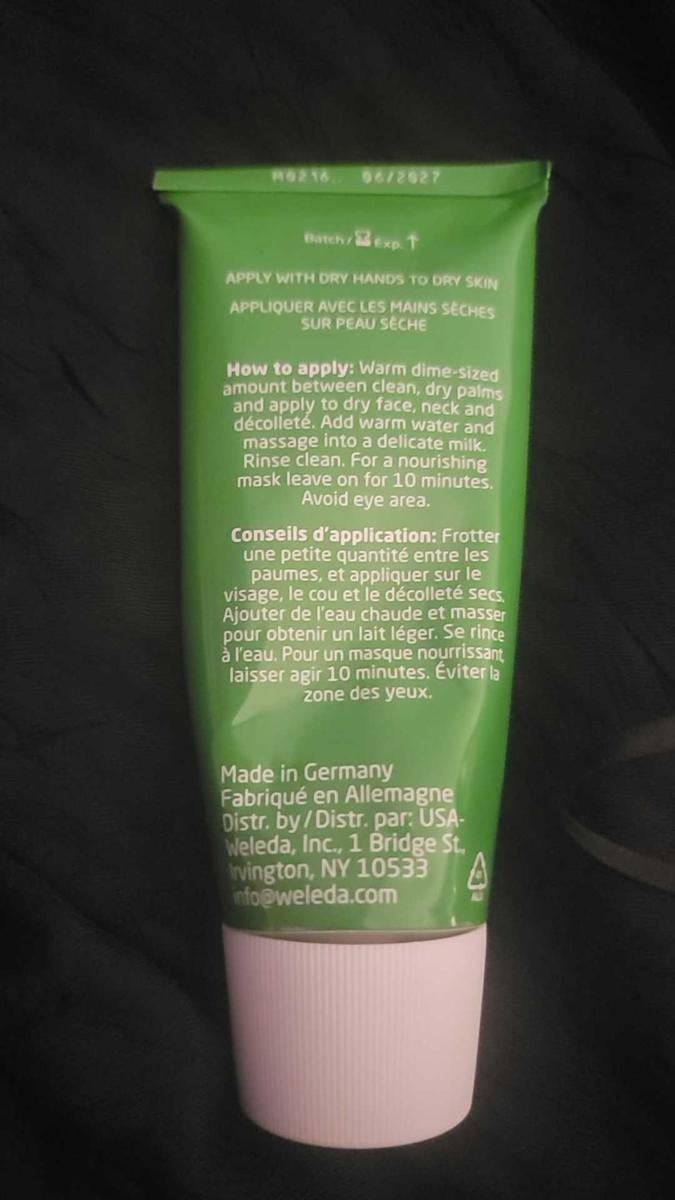 M0216.. 06/2027
Batch/ Exp. ↑
APPLY WITH DRY HANDS TO DRY SKIN
APPLIQUER AVEC LES MAINS SÈCHES
SUR PEAU SÈCHE
How to apply: Warm dime-sized
amount between clean, dry palms
and apply to dry face, neck and
décolleté. Add warm water and
massage into a delicate milk.
Rinse clean. For a nourishing
mask leave on for 10 minutes.
Avoid eye area.
Conseils d'application: Frotter
une petite quantité entre les
paumes, et appliquer sur le
visage, le cou et le décolleté secs.
Ajouter de l'eau chaude et masser
pour obtenir un lait léger. Se rince
à l'eau. Pour un masque nourrissant,
laisser agir 10 minutes. Éviter la
zone des yeux.
Made in Germany
Fabriqué en Allemagne
Distr. by/Distr. par: USA-
Weleda, Inc., 1 Bridge St.,
Irvington, NY 10533
info@weleda.com
41
ALU